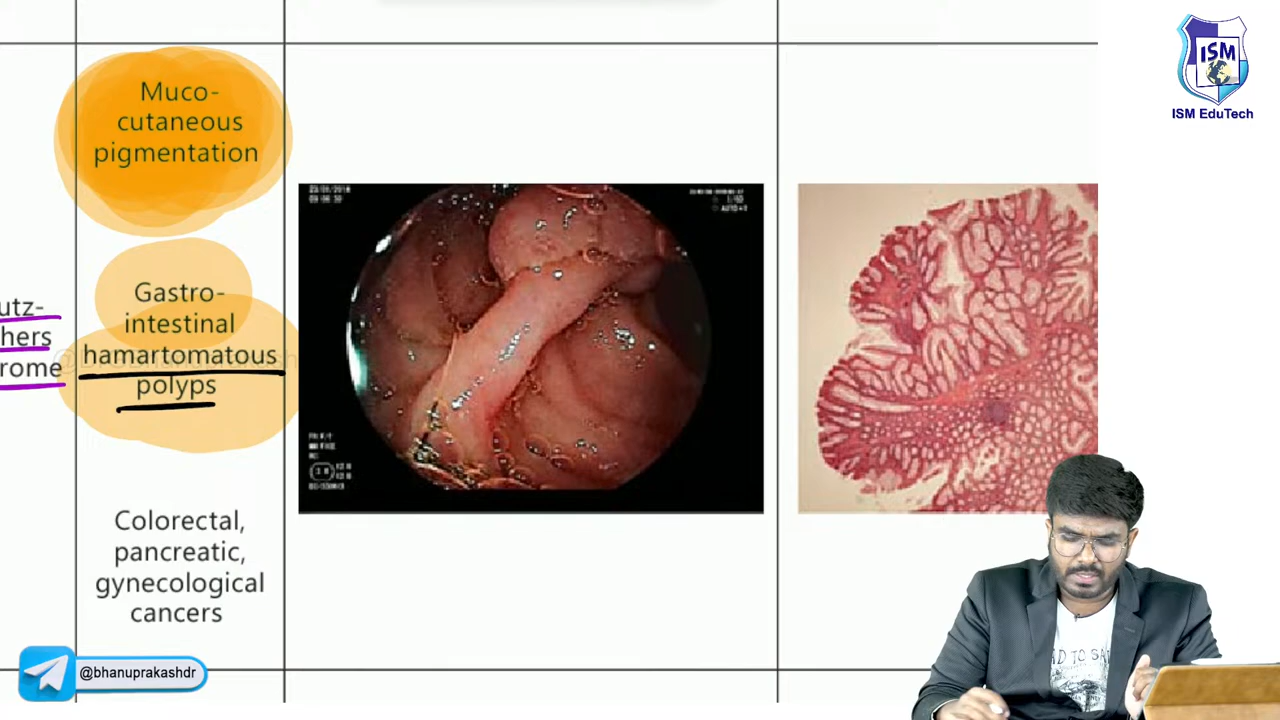 ISM
ISM EduTech
Muco-
cutaneous
pigmentation
utz-
hers
rome
Gastro-
intestinal
hamartomatous
polyps
Colorectal,
pancreatic,
gynecological
cancers
@bhanuprakashdr